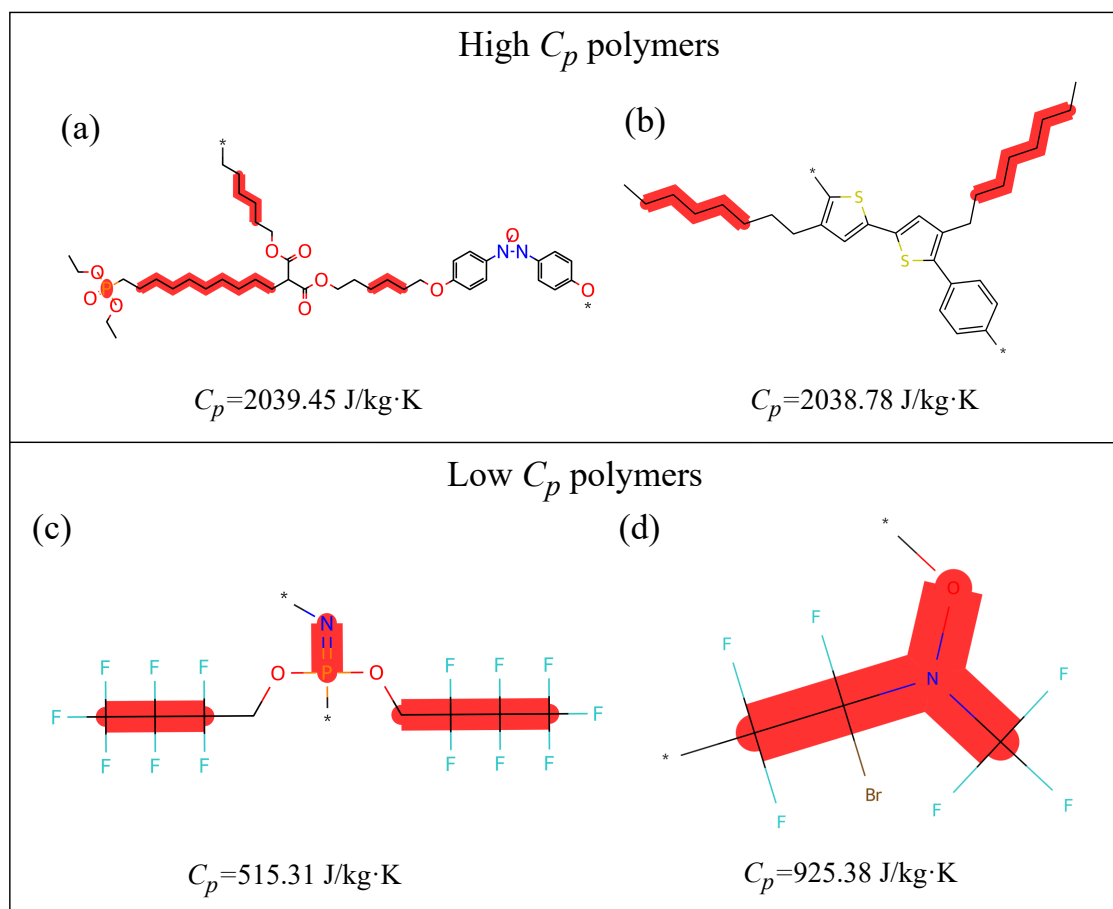 High Cp polymers
(a)
(b)
*
O
O
O
O
P
O
O
O
O
O
O
N
N
O
O
*
*
S
S
*
Cp=2039.45 J/kg·K
Cp=2038.78 J/kg·K
Low Cp polymers
(c)
(d)
*
N
F
F
F
F
O
P
O
*
F
F
F
F
F
F
F
F
F
F
*
O
F
F
N
F
*
F
Br
F
F
Cp=515.31 J/kg·K
Cp=925.38 J/kg·K